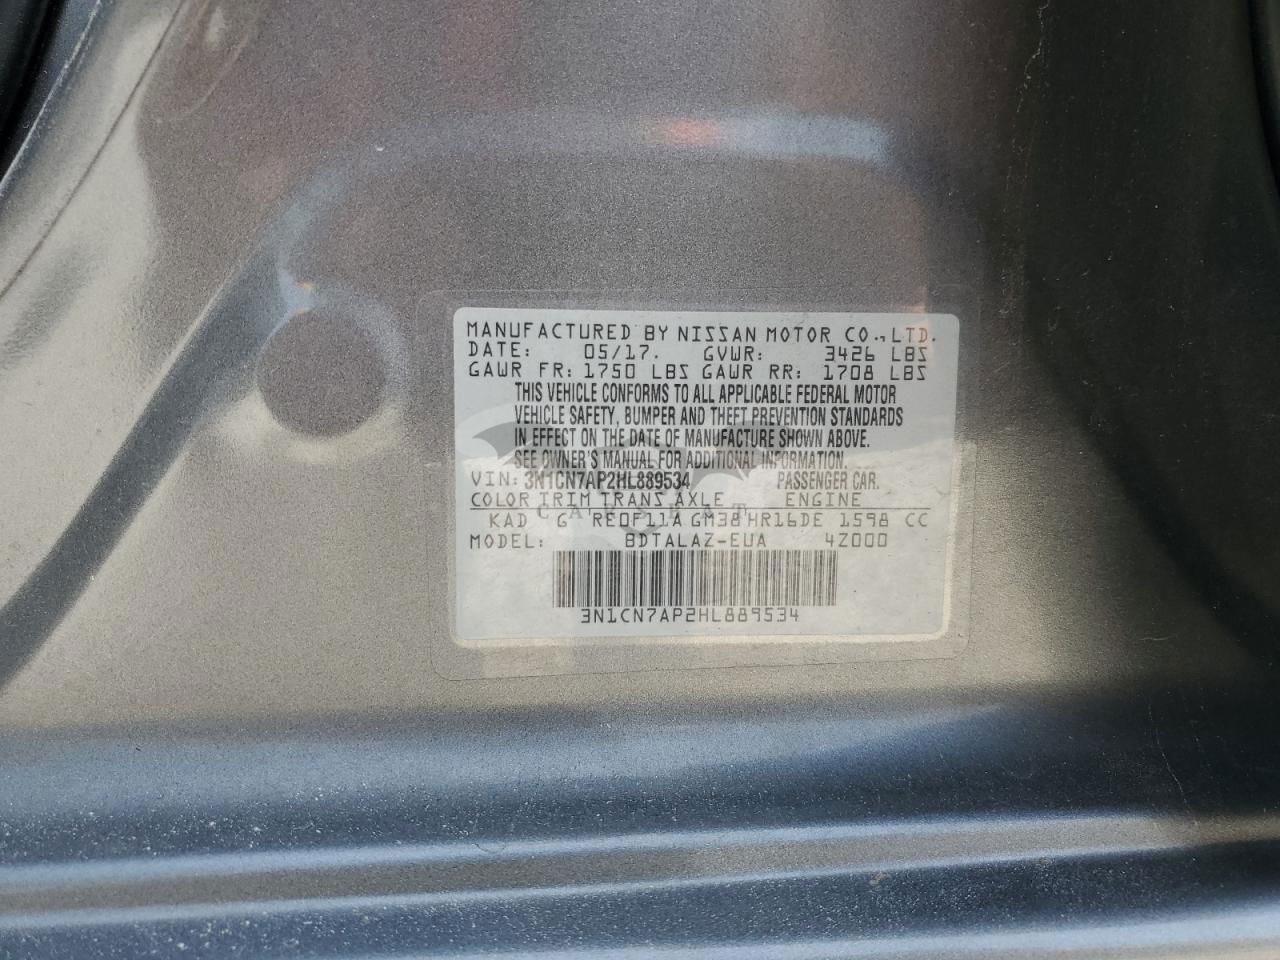 MANUFACTURED BY NISSAN MOTOR CO., LTD.
DATE: 05/17. GVWR: 3426 LBS
GAWR FR: 1750 LBS GAWR RR: 1708 LBS
THIS VEHICLE CONFORMS TO ALL APPLICABLE FEDERAL MOTOR
VEHICLE SAFETY, BUMPER AND THEFT PREVENTION STANDARDS
IN EFFECT ON THE DATE OF MANUFACTURE SHOWN ABOVE.
SEE OWNER'S MANUAL FOR ADDITIONAL INFORMATION.
VIN: 3N1CN7AP2HL889534 PASSENGER CAR.
COLOR TRIM TRANS AXLE ENGINE
KAD G RE0F11A GM38 HR16DE 1598 CC
MODEL: BDTALAZ-EUA 4Z000
3N1CN7AP2HL889534